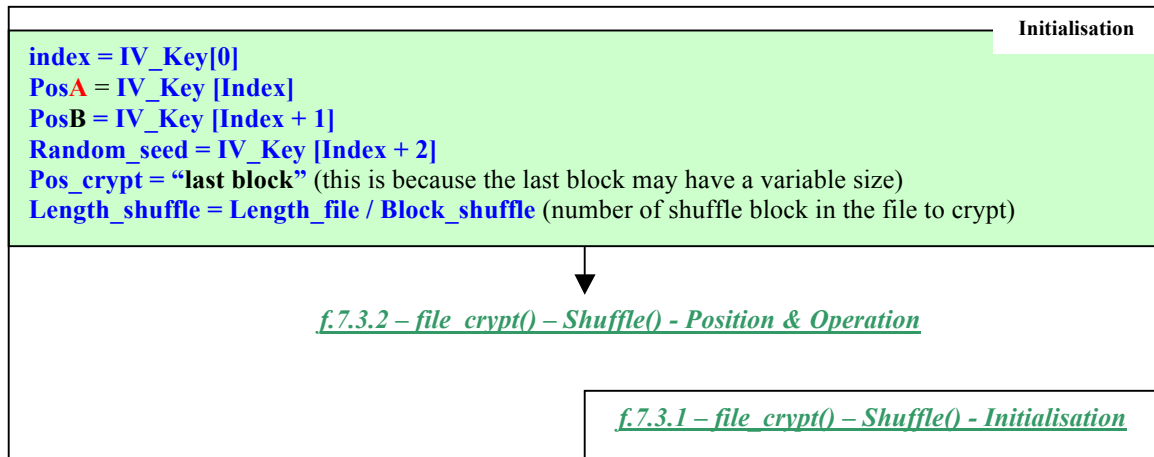 Initialisation
index = IV_Key[0]
PosA = IV_Key [Index]
PosB = IV_Key [Index + 1]
Random_seed = IV_Key [Index + 2]
Pos_crypt = “last block” (this is because the last block may have a variable size)
Length_shuffle = Length_file / Block_shuffle (number of shuffle block in the file to crypt)
f.7.3.2 – file_crypt() – Shuffle() - Position & Operation
f.7.3.1 – file_crypt() – Shuffle() - Initialisation